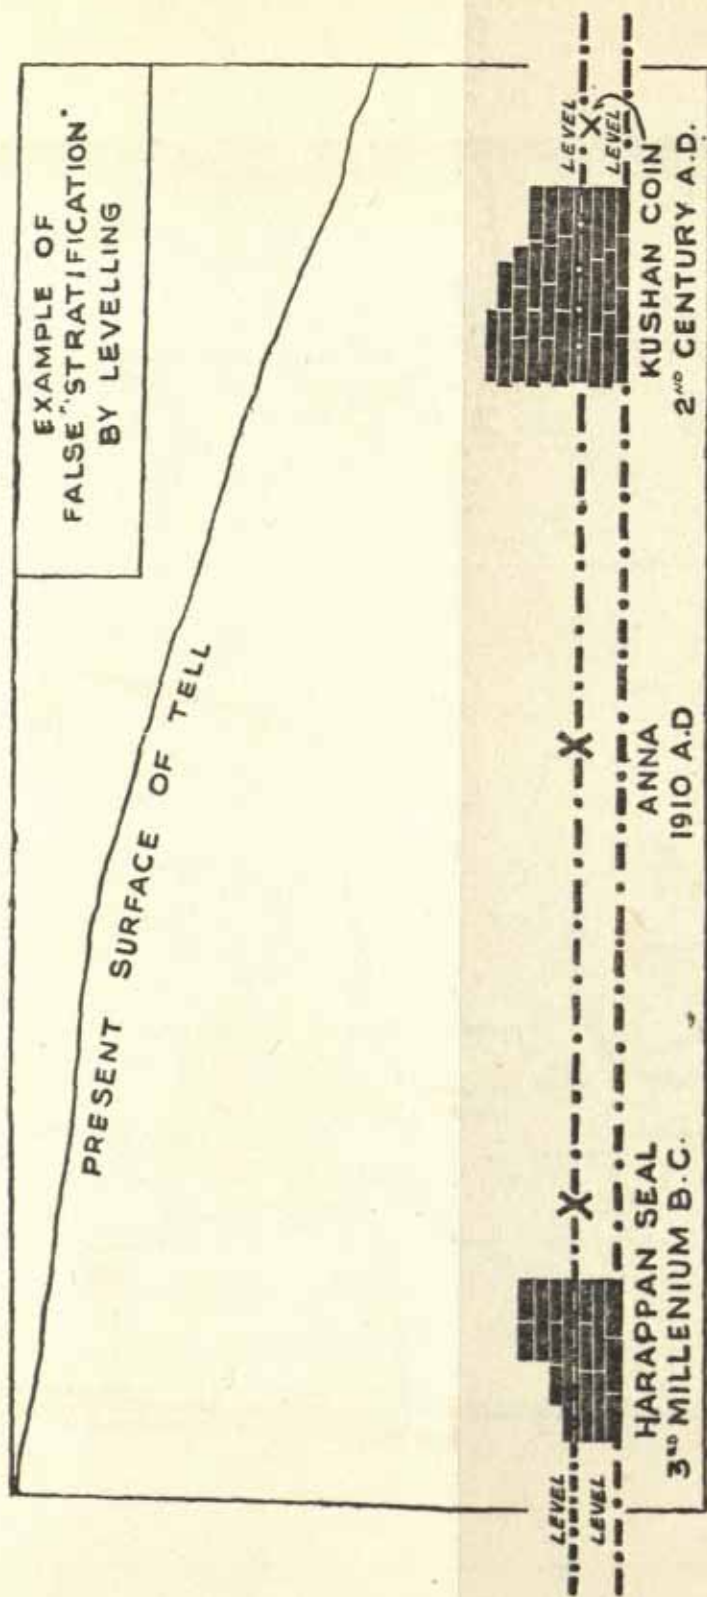 EXAMPLE OF
FALSE "STRATIFICATION"
BY LEVELLING
PRESENT SURFACE OF TELL
LEVEL
LEVEL
LEVEL
LEVEL
HARAPPAN SEAL
3RD MILLENIUM B.C.
ANNA
1910 A.D
KUSHAN COIN
2ND CENTURY A.D.